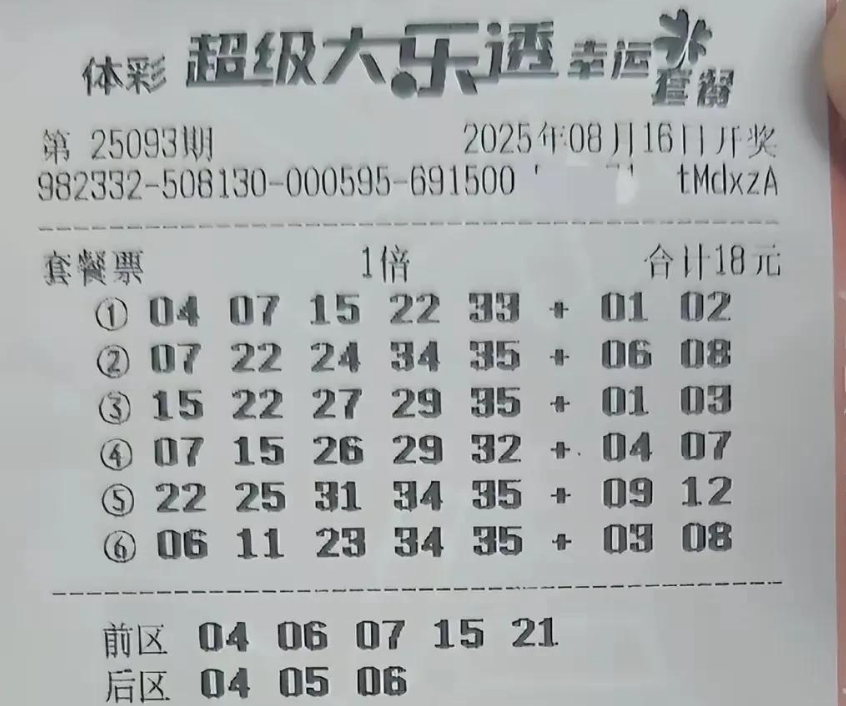 体彩 超级大乐透 幸运套餐
第 25093期 2025年08月16日开奖
982332-508130-000595-691500 tMdxzA
套餐票 1倍 合计18元
① 04 07 15 22 33 + 01 02
② 07 22 24 34 35 + 06 08
③ 15 22 27 29 35 + 01 03
④ 07 15 26 29 32 + 04 07
⑤ 22 25 31 34 35 + 09 12
⑥ 06 11 23 34 35 + 03 08
前区 04 06 07 15 21
后区 04 05 06